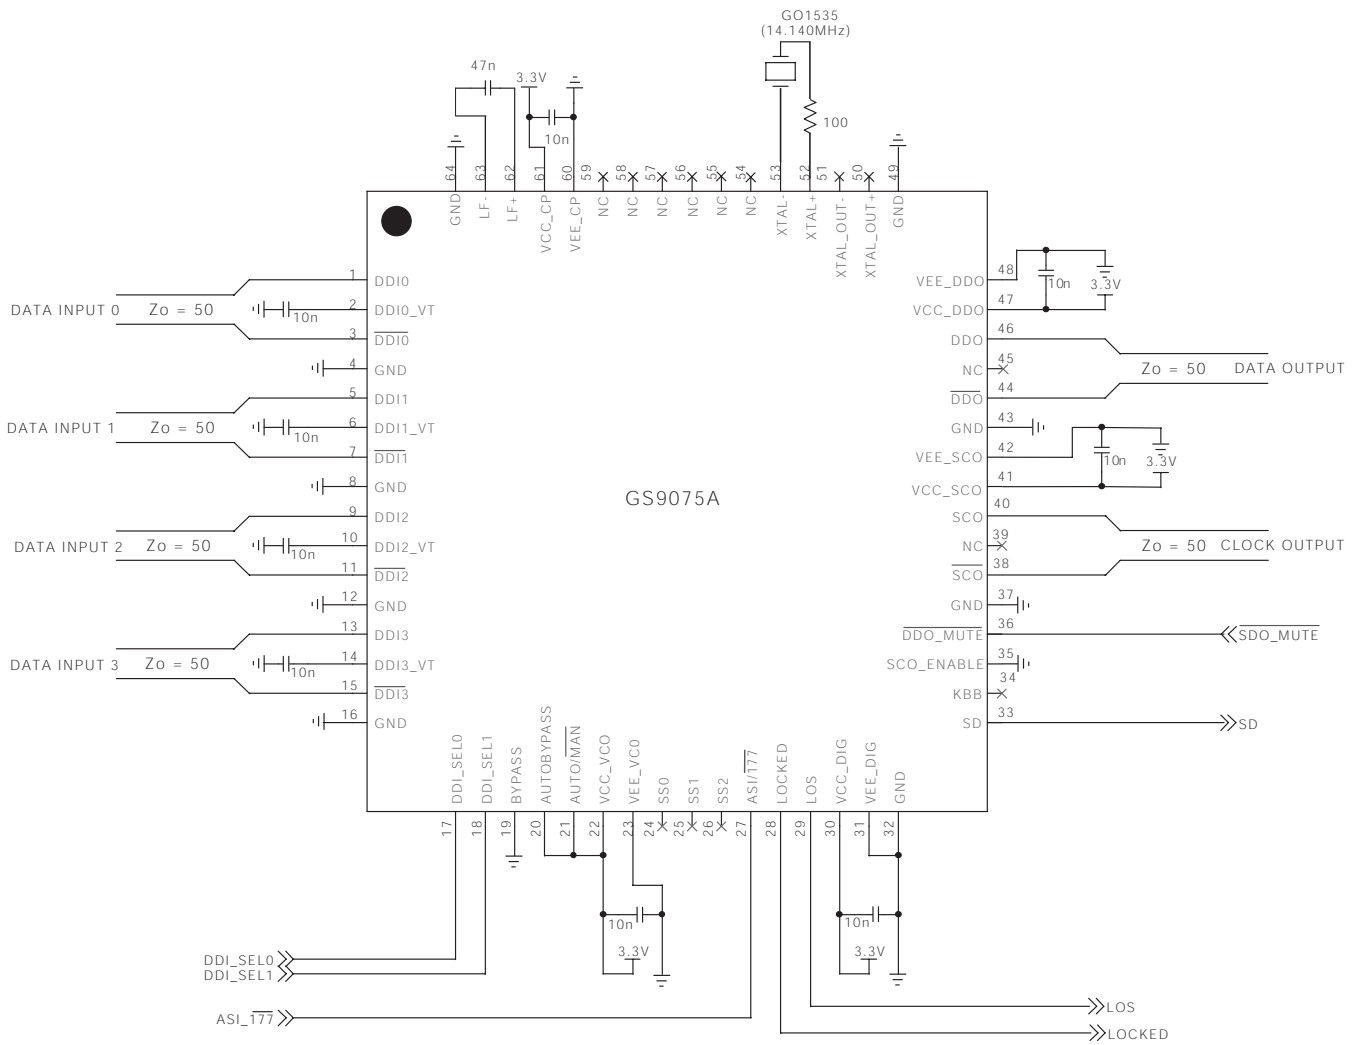 GO1535
(14.140MHz)
47n
3.3V
10n
100
64
63
62
61
60
59
58
57
56
55
54
53
52
51
50
49
GND
LF-
LF+
VCC_CP
VEE_CP
NC
NC
NC
NC
NC
NC
XTAL-
XTAL+
XTAL_OUT-
XTAL_OUT+
GND
DATA INPUT 0
Zo = 50
10n
1
DDI0
2
DDI0_VT
3
DDI0
4
GND
DATA INPUT 1
Zo = 50
10n
5
DDI1
6
DDI1_VT
7
DDI1
8
GND
DATA INPUT 2
Zo = 50
10n
9
DDI2
10
DDI2_VT
11
DDI2
12
GND
DATA INPUT 3
Zo = 50
10n
13
DDI3
14
DDI3_VT
15
DDI3
16
GND
GS9075A
VEE_DDO
48
10n
3.3V
VCC_DDO
47
DDO
46
NC
45
Zo = 50
DATA OUTPUT
DDO
44
GND
43
VEE_SCO
42
10n
3.3V
VCC_SCO
41
SCO
40
NC
39
Zo = 50
CLOCK OUTPUT
SCO
38
GND
37
DDO_MUTE
36
SDO_MUTE
SCO_ENABLE
35
KBB
34
SD
33
SD
DDI_SEL0
DDI_SEL1
BYPASS
AUTOBYPASS
AUTO/MAN
VCC_VCO
VEE_VC0
SS0
SS1
SS2
ASI/177
LOCKED
LOS
VCC_DIG
VEE_DIG
GND
17
18
19
20
21
22
23
24
25
26
27
28
29
30
31
32
10n
3.3V
10n
3.3V
DDI_SEL0
DDI_SEL1
ASI_177
LOS
LOCKED